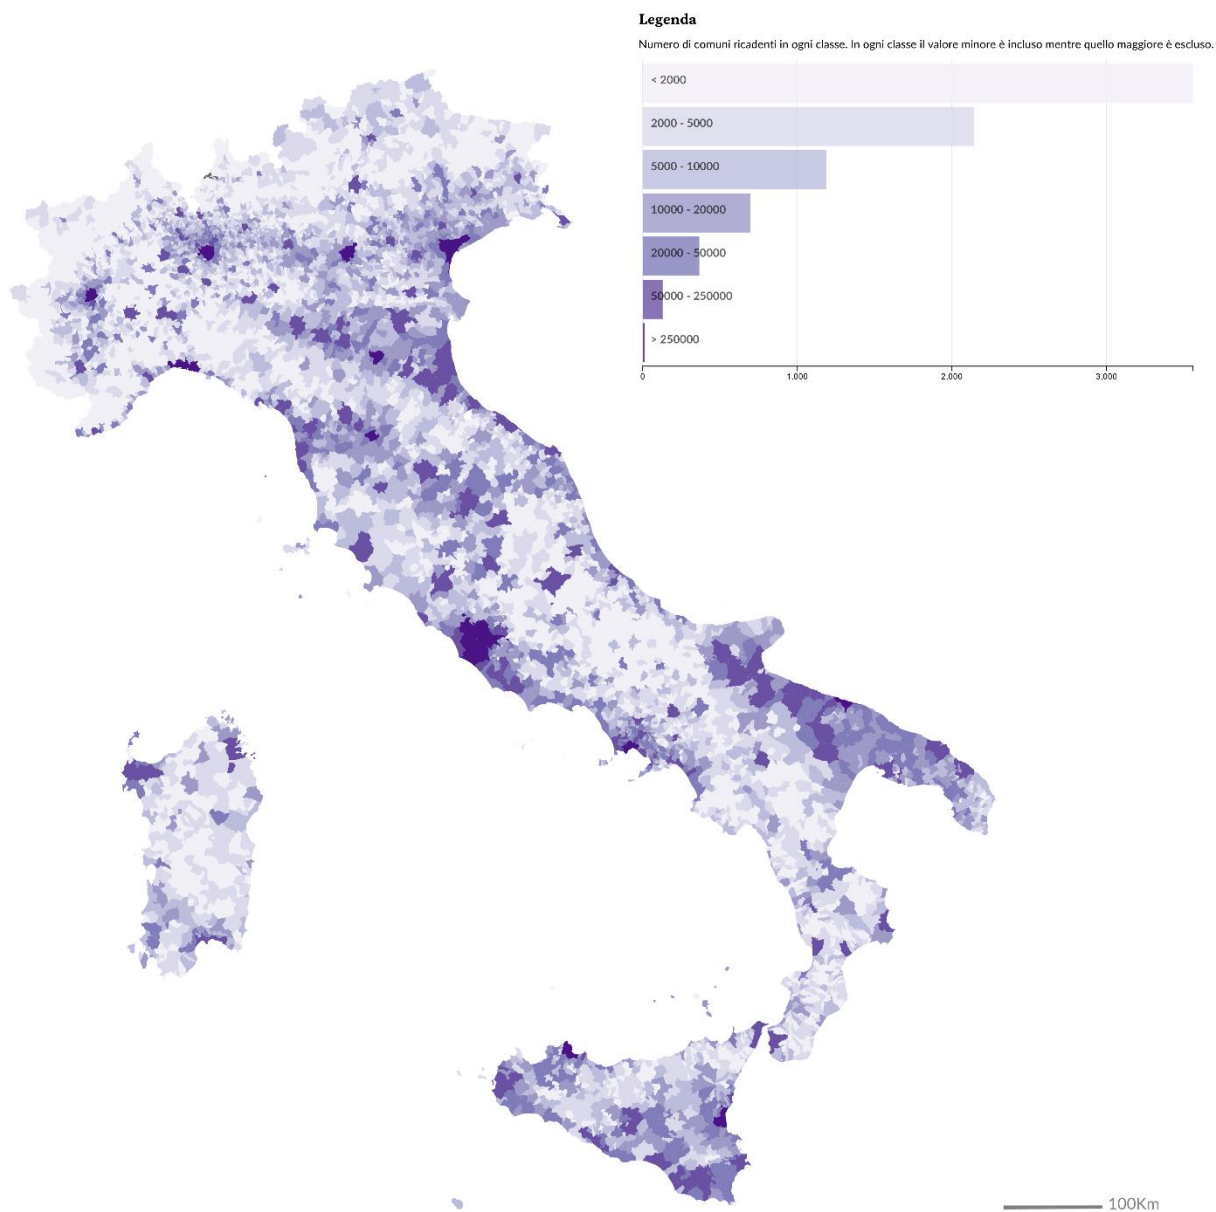 Legenda
Numero di comuni ricadenti in ogni classe. In ogni classe il valore minore è incluso mentre quello maggiore è escluso.
< 2000
2000 - 5000
5000 - 10000
10000 - 20000
20000 - 50000
50000 - 250000
> 250000
0 1,000 2,000 3,000
100Km